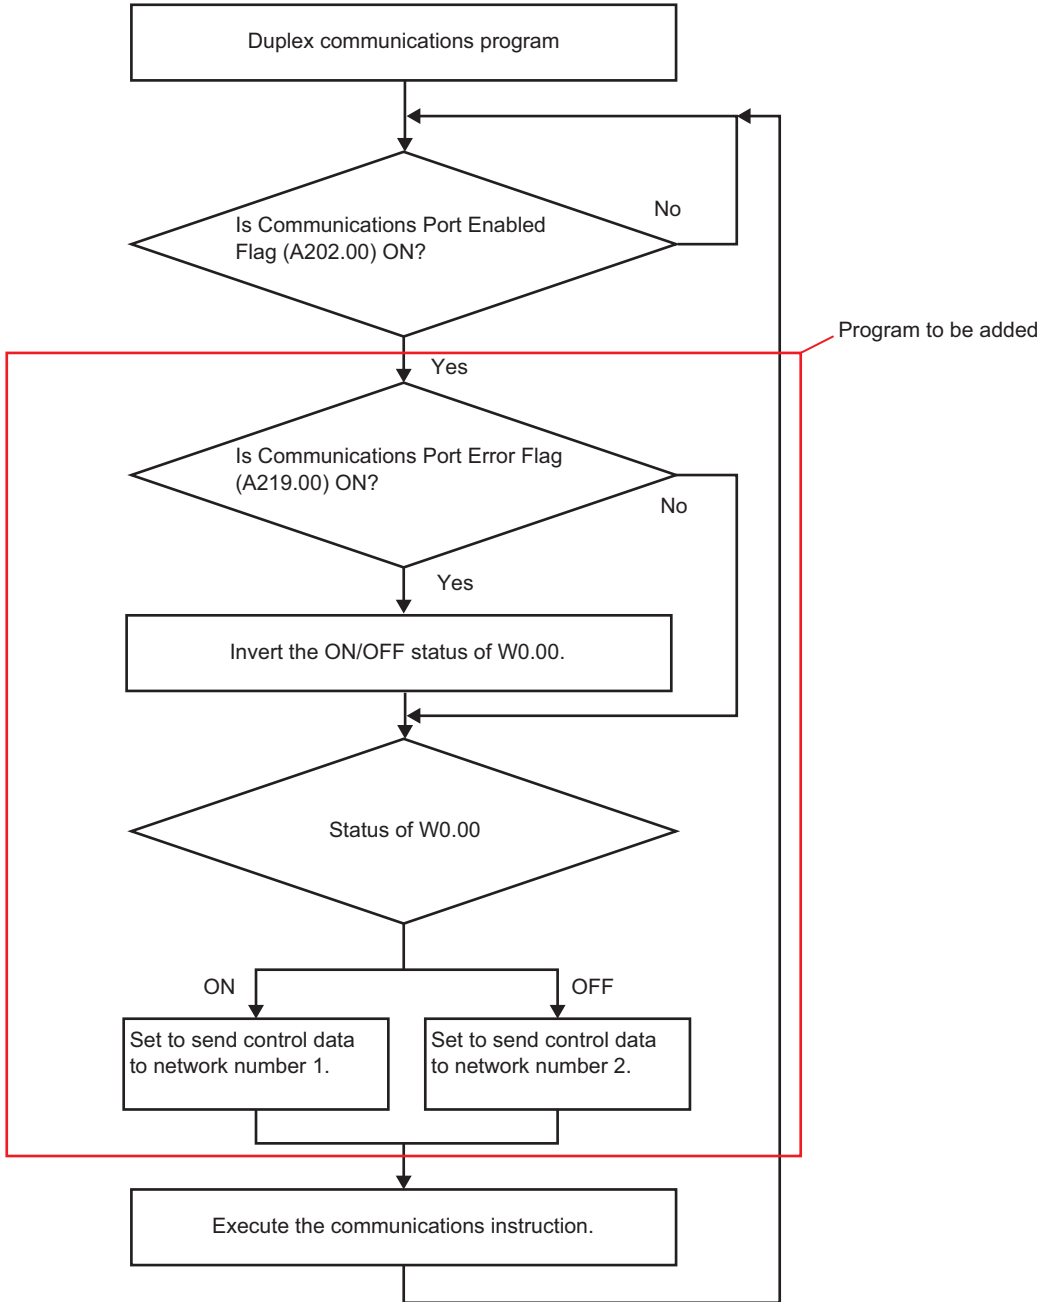 Duplex communications program
Is Communications Port Enabled
Flag (A202.00) ON?
No
Program to be added
Yes
Is Communications Port Error Flag
(A219.00) ON?
No
Yes
Invert the ON/OFF status of W0.00.
Status of W0.00
ON
OFF
Set to send control data
to network number 1.
Set to send control data
to network number 2.
Execute the communications instruction.